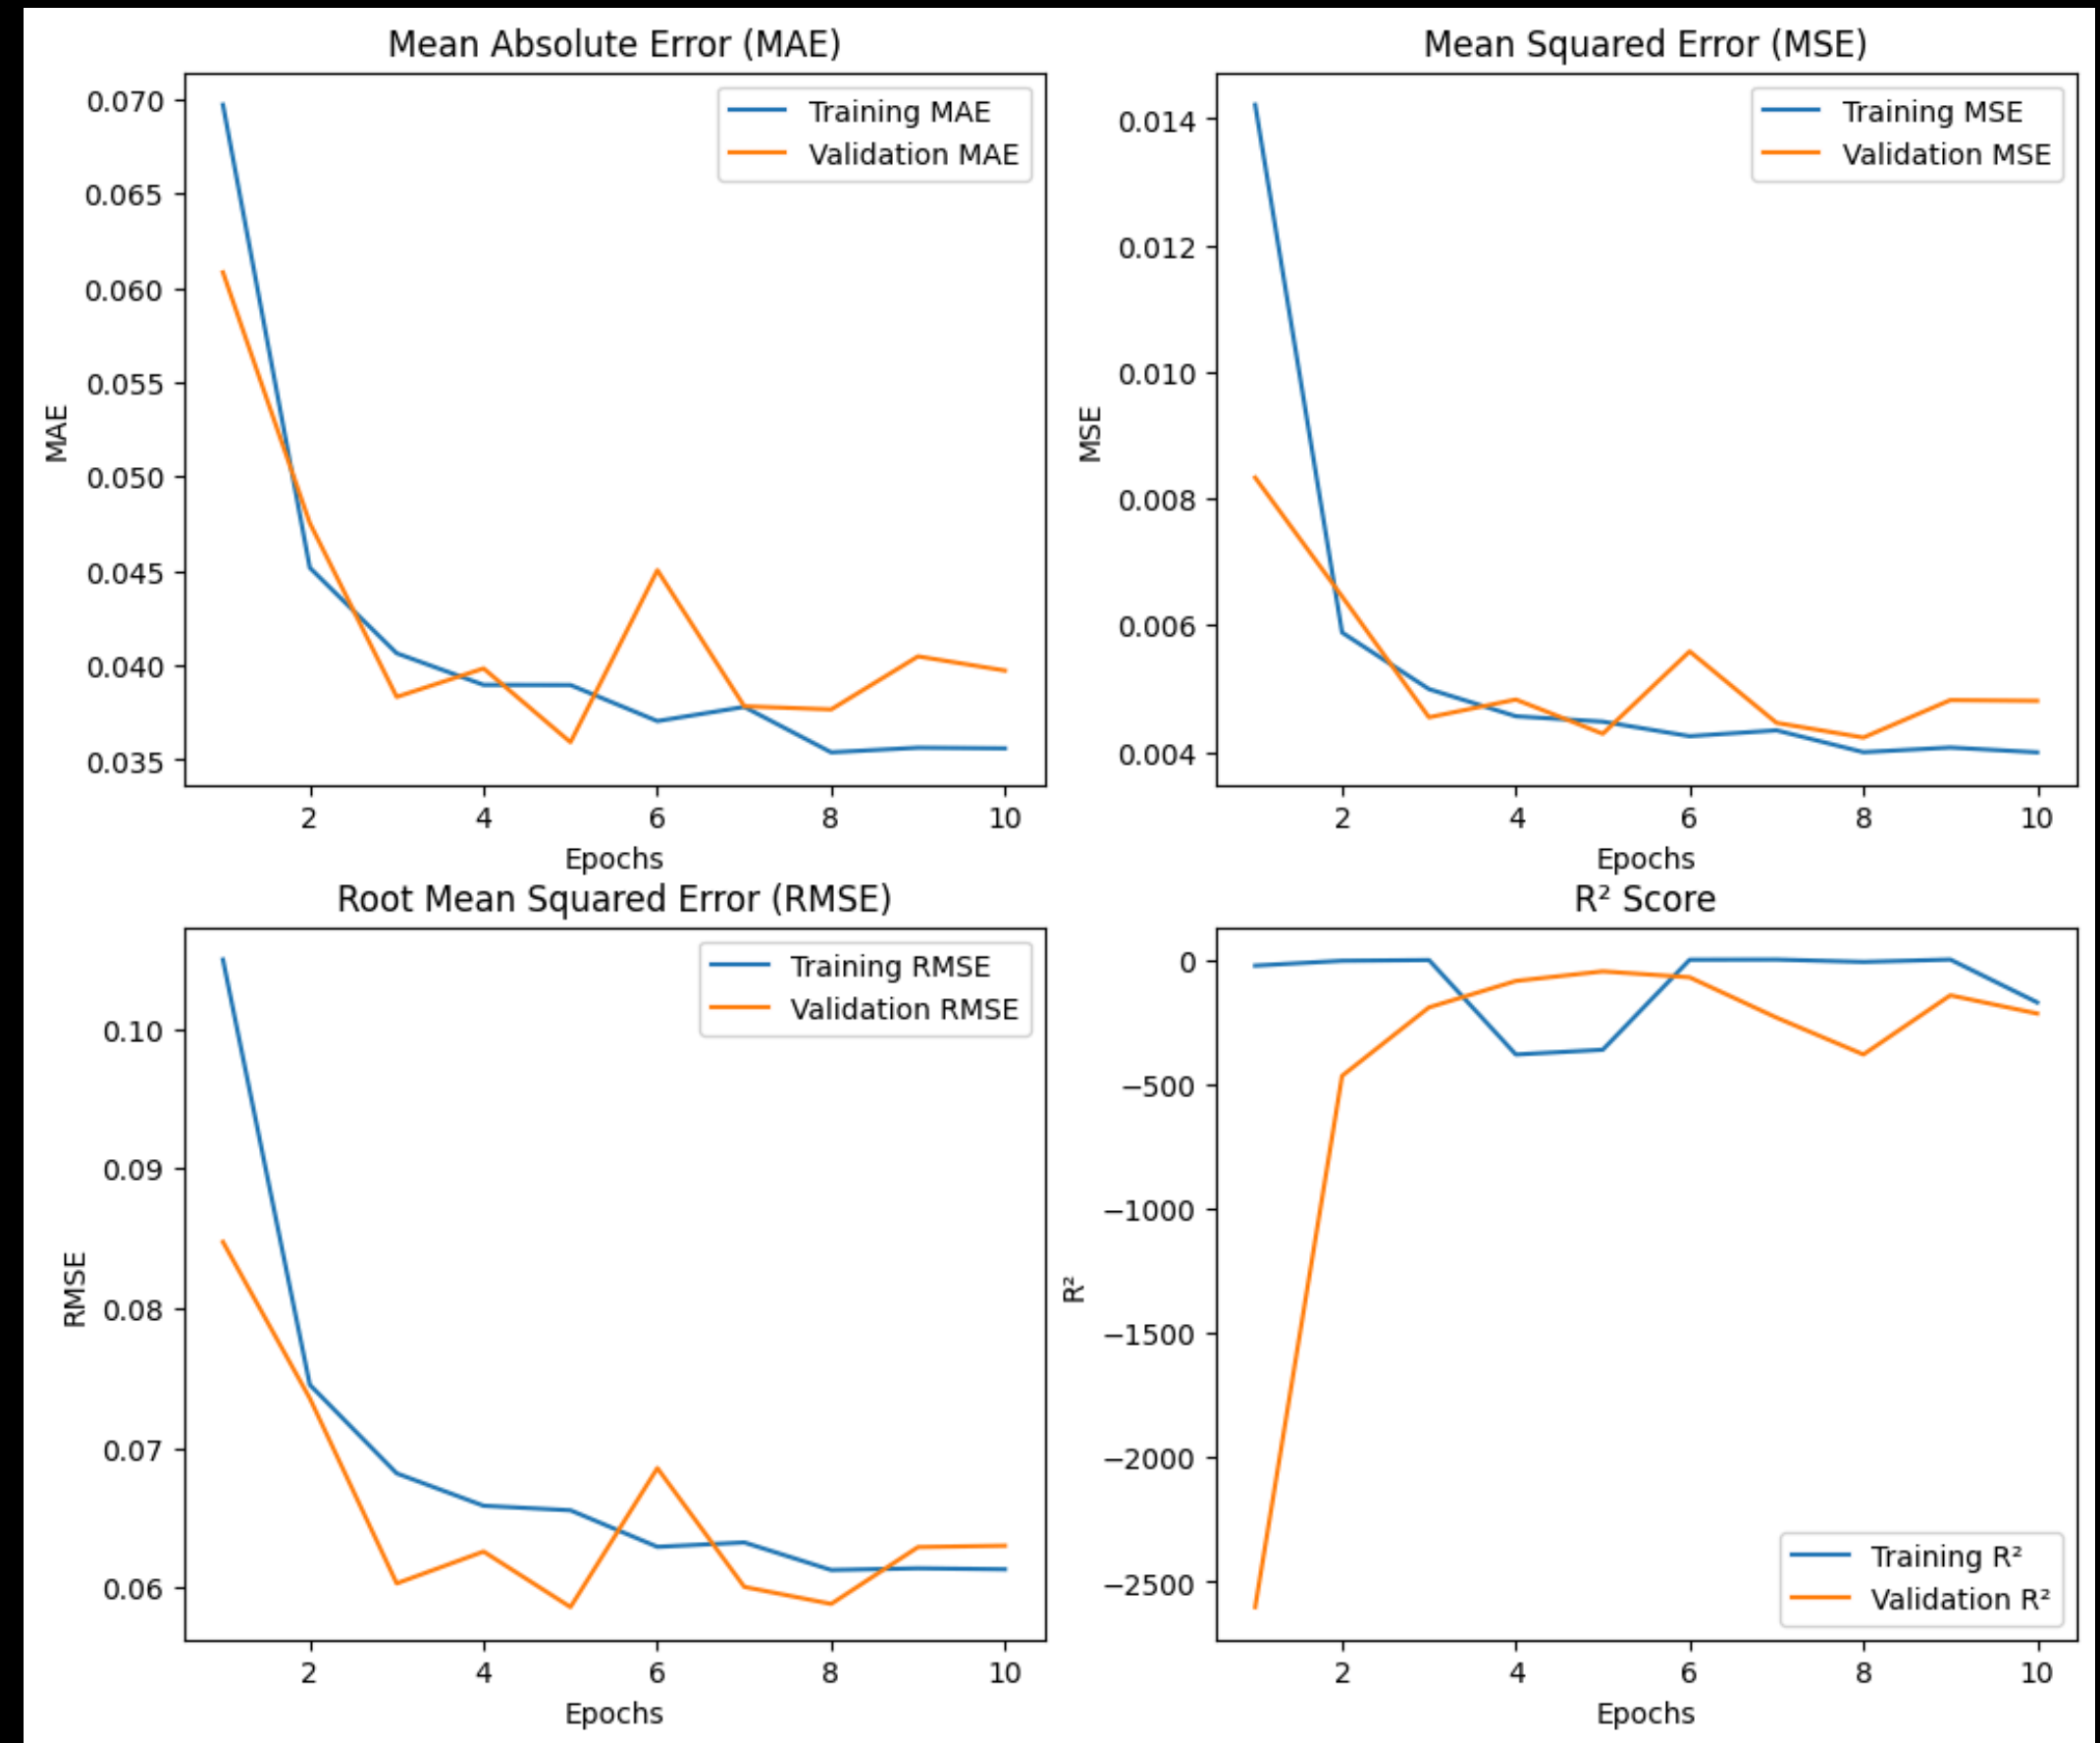 Mean Absolute Error (MAE)
Training MAE
Validation MAE
0.070
0.065
0.060
0.055
0.050
0.045
0.040
0.035
MAE
2 4 6 8 10
Epochs
Mean Squared Error (MSE)
Training MSE
Validation MSE
0.014
0.012
0.010
0.008
0.006
0.004
MSE
2 4 6 8 10
Epochs
Root Mean Squared Error (RMSE)
Training RMSE
Validation RMSE
0.10
0.09
0.08
0.07
0.06
RMSE
2 4 6 8 10
Epochs
R² Score
0
−500
−1000
−1500
−2000
−2500
R²
Training R²
Validation R²
2 4 6 8 10
Epochs